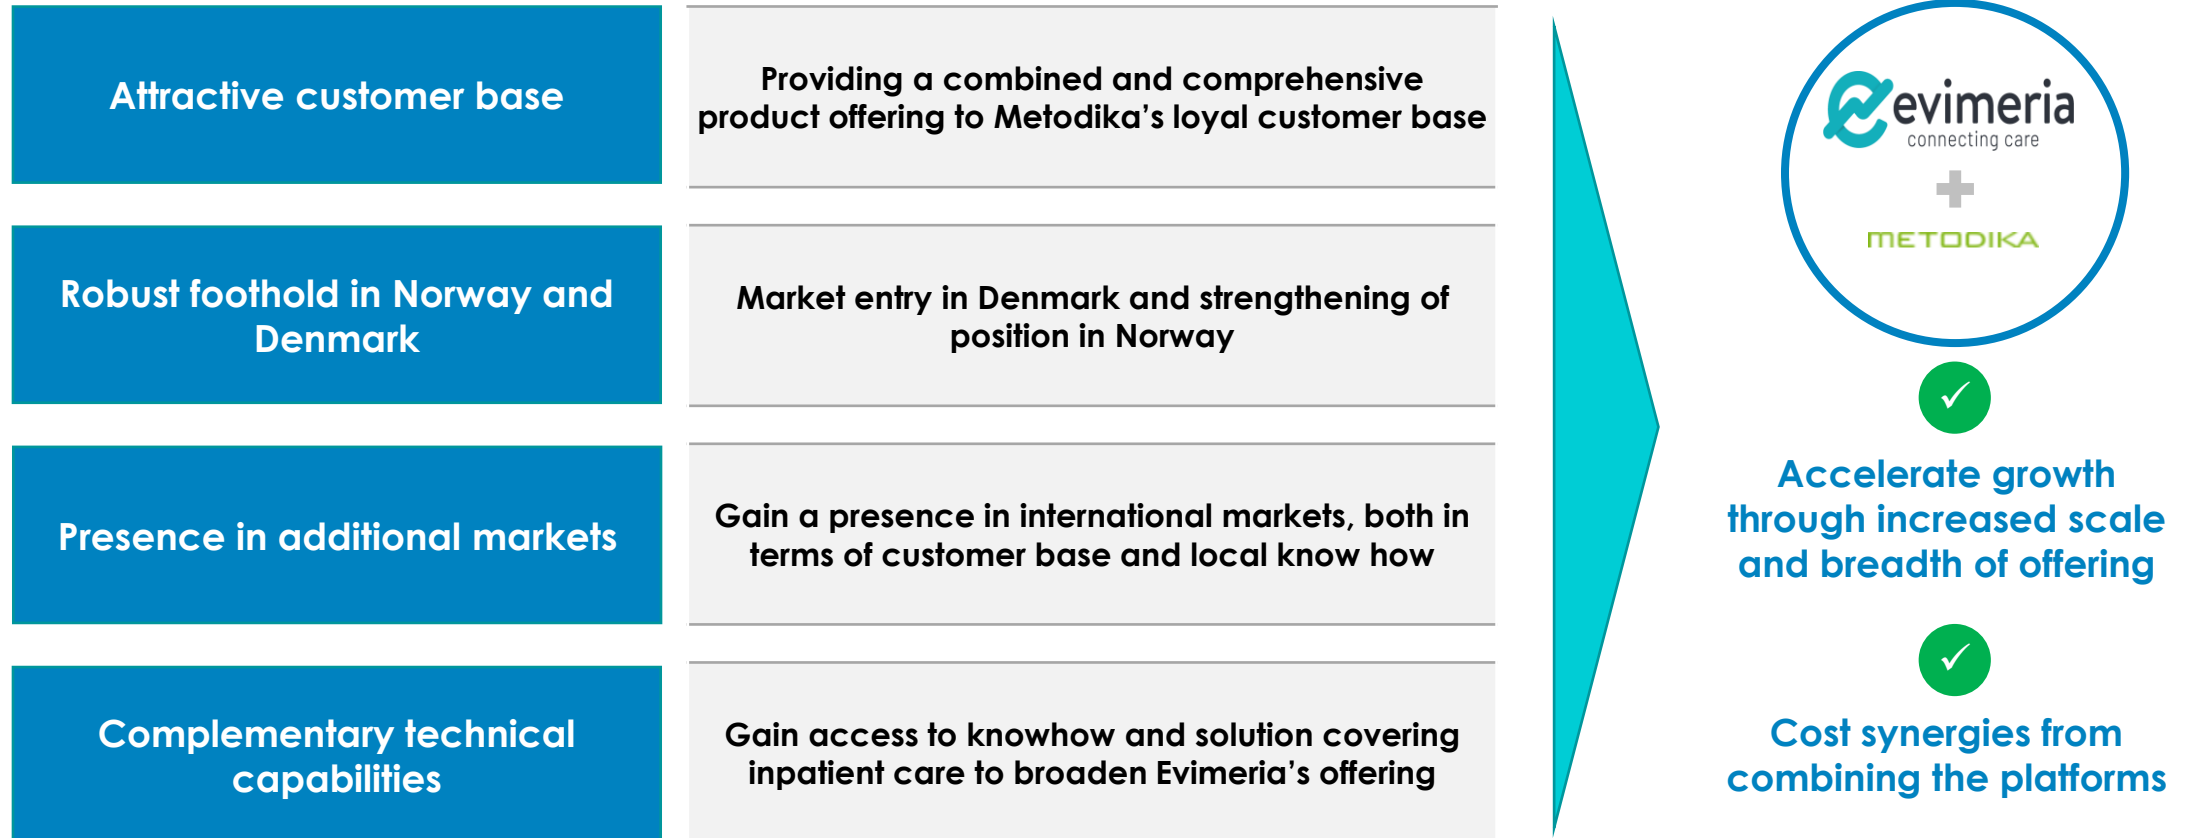 Attractive customer base
Providing a combined and comprehensive
product offering to Metodika’s loyal customer base
Robust foothold in Norway and
Denmark
Market entry in Denmark and strengthening of
position in Norway
Presence in additional markets
Gain a presence in international markets, both in
terms of customer base and local know how
Complementary technical
capabilities
Gain access to knowhow and solution covering
inpatient care to broaden Evimeria’s offering
evimeria
connecting care
METODIKA
Accelerate growth
through increased scale
and breadth of offering
Cost synergies from
combining the platforms